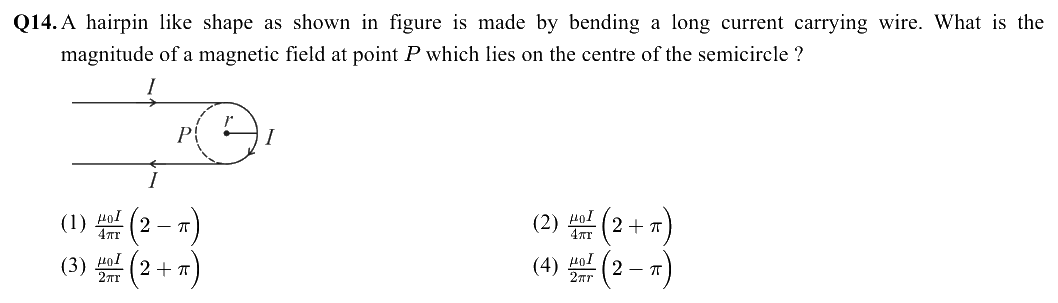 Q14. A hairpin like shape as shown in figure is made by bending a long current carrying wire. What is the
magnitude of a magnetic field at point P which lies on the centre of the semicircle ?
I
r
P
I
I
(1) μ₀I/4πr (2 − π)
(2) μ₀I/4πr (2 + π)
(3) μ₀I/2πr (2 + π)
(4) μ₀I/2πr (2 − π)